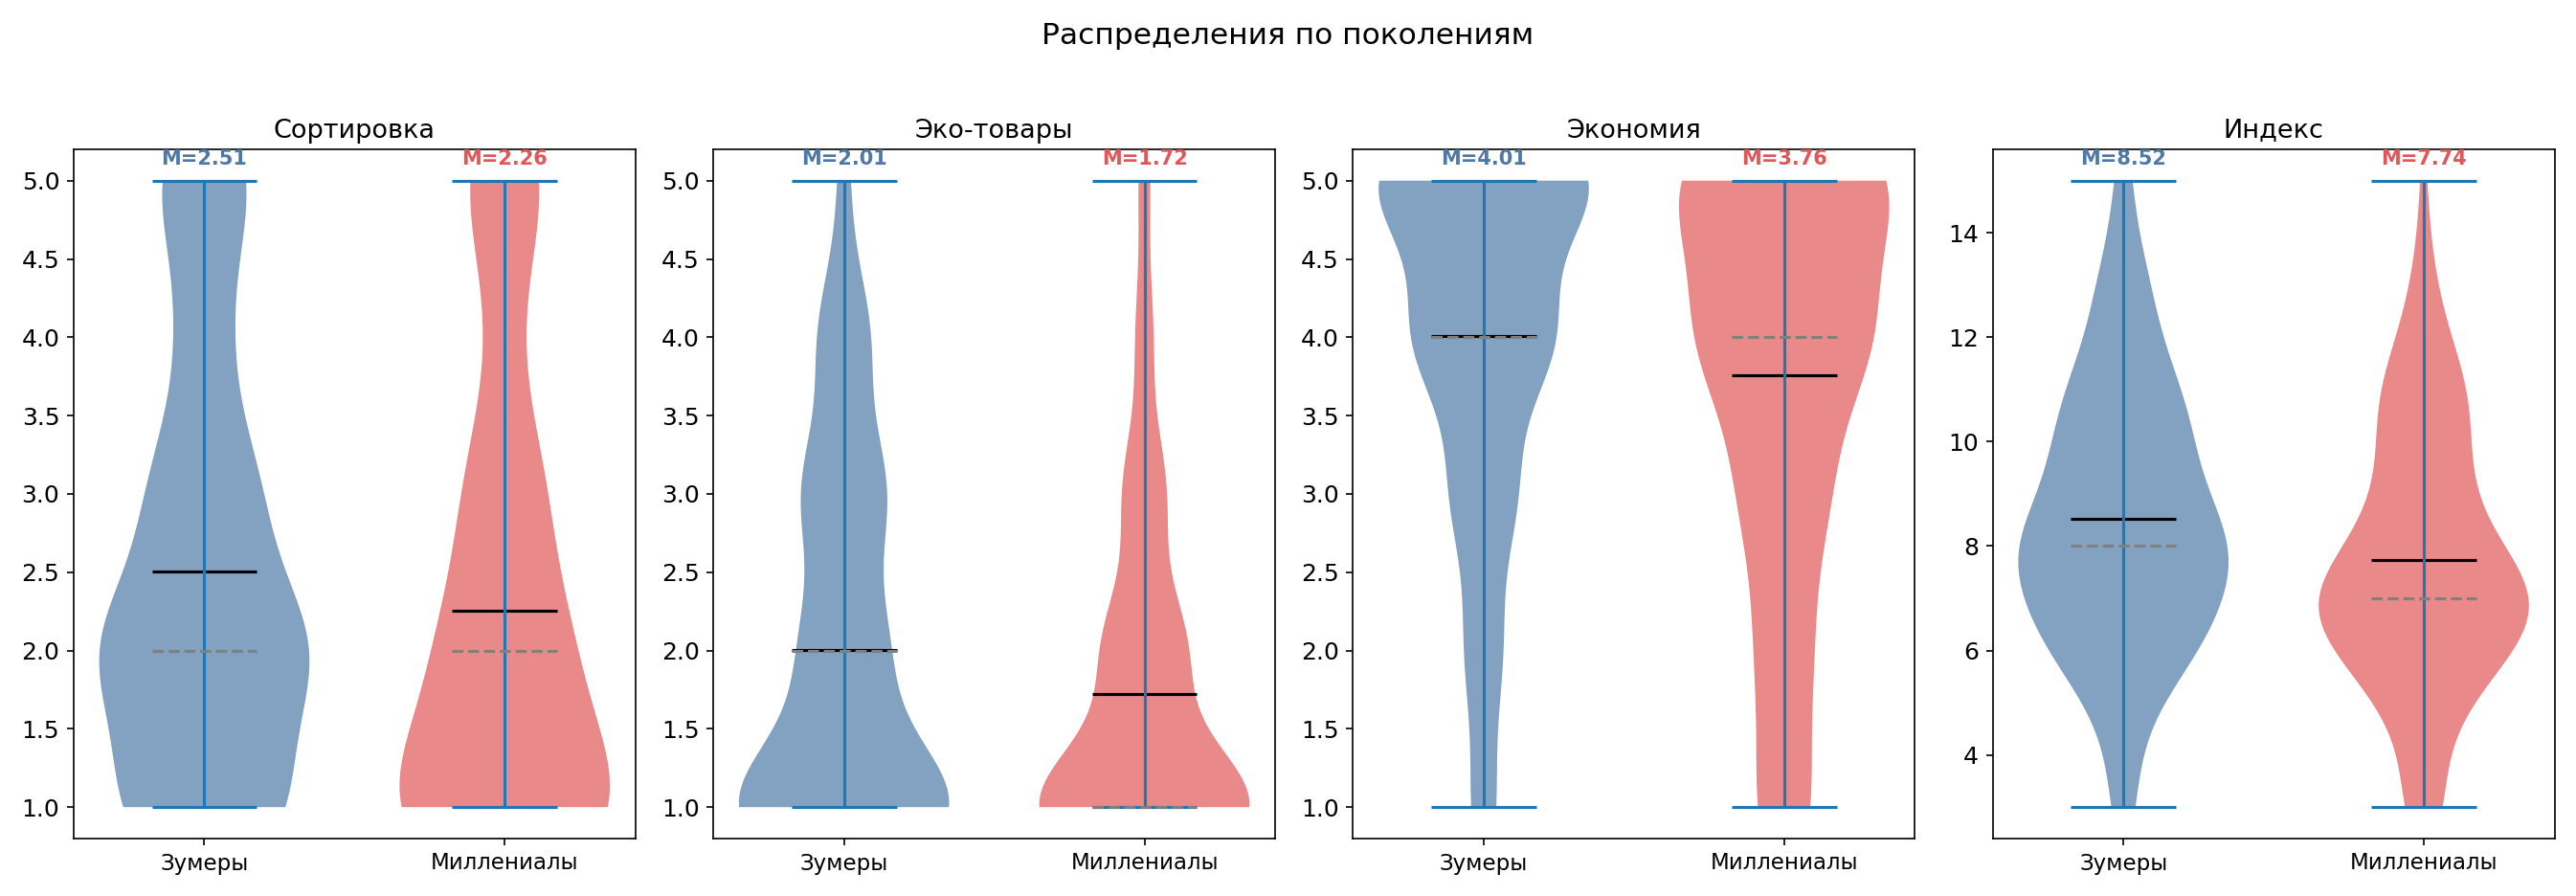 Распределения по поколениям
Сортировка
M=2.51 M=2.26
5.0
4.5
4.0
3.5
3.0
2.5
2.0
1.5
1.0
Зумеры Миллениалы
Эко-товары
M=2.01 M=1.72
5.0
4.5
4.0
3.5
3.0
2.5
2.0
1.5
1.0
Зумеры Миллениалы
Экономия
M=4.01 M=3.76
5.0
4.5
4.0
3.5
3.0
2.5
2.0
1.5
1.0
Зумеры Миллениалы
Индекс
M=8.52 M=7.74
14
12
10
8
6
4
Зумеры Миллениалы